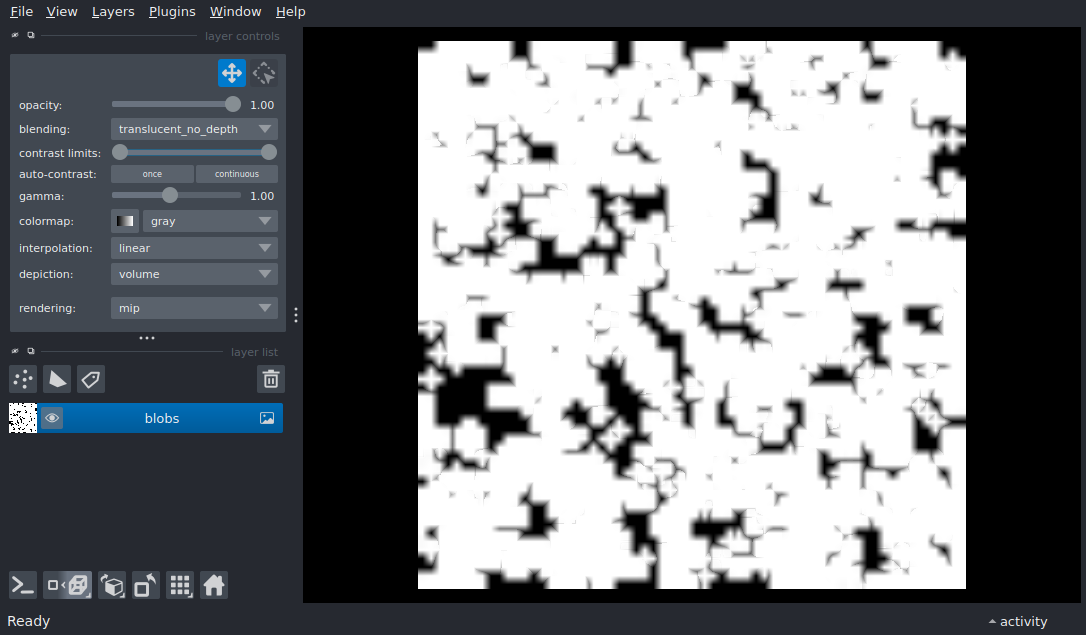 File View Layers Plugins Window Help
layer controls
opacity: 1.00
blending: translucent_no_depth
contrast limits:
auto-contrast: once continuous
gamma: 1.00
colormap: gray
interpolation: linear
depiction: volume
rendering: mip
layer list
blobs
Ready
activity